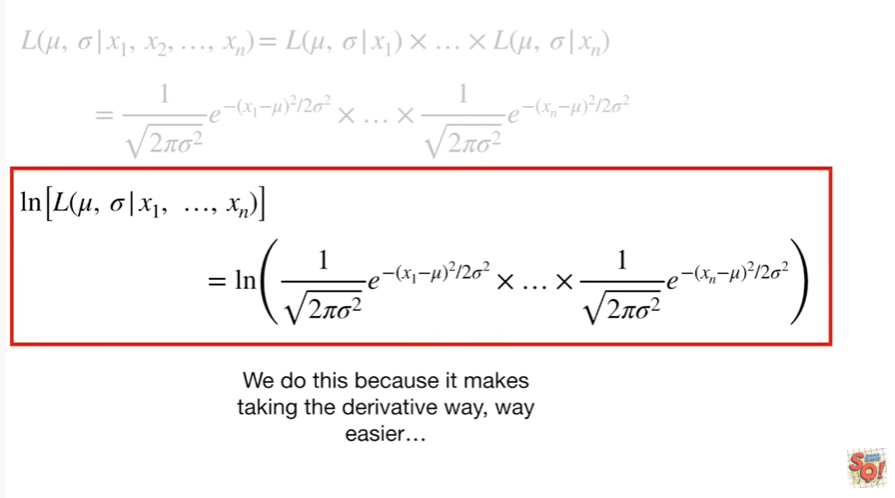 L(μ, σ|x₁, x₂, ..., xₙ) = L(μ, σ|x₁) × ... × L(μ, σ|xₙ)
= 1/√(2πσ²) e^(−(x₁−μ)²/2σ²) × ... × 1/√(2πσ²) e^(−(xₙ−μ)²/2σ²)
ln[L(μ, σ|x₁, ..., xₙ)]
= ln(1/√(2πσ²) e^(−(x₁−μ)²/2σ²) × ... × 1/√(2πσ²) e^(−(xₙ−μ)²/2σ²))
We do this because it makes
taking the derivative way, way
easier...
SQ!